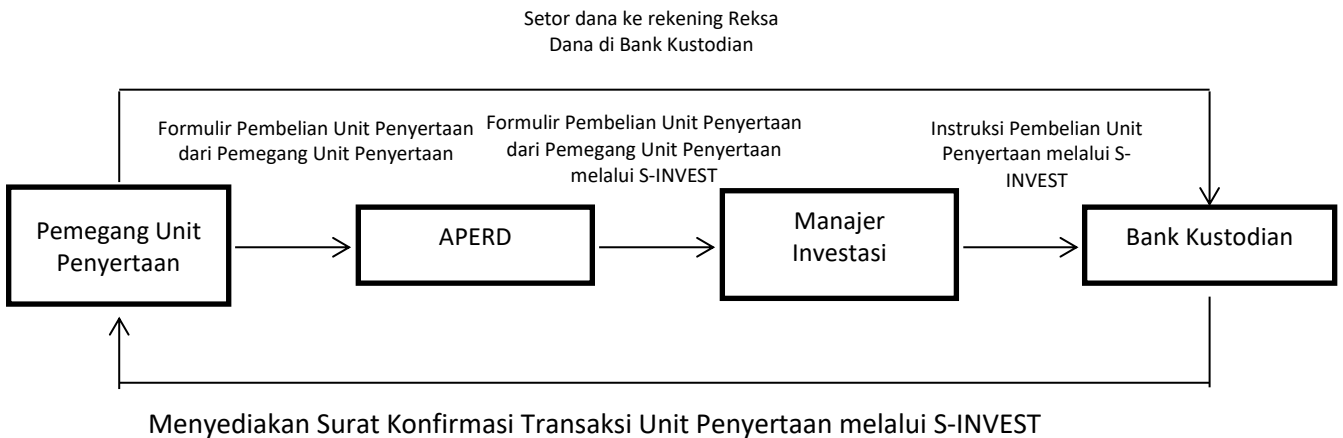 Setor dana ke rekening Reksa
Dana di Bank Kustodian
Formulir Pembelian Unit Penyertaan
dari Pemegang Unit Penyertaan
Formulir Pembelian Unit Penyertaan
dari Pemegang Unit Penyertaan
melalui S-INVEST
Instruksi Pembelian Unit
Penyertaan melalui S-
INVEST
Pemegang Unit
Penyertaan
APERD
Manajer
Investasi
Bank Kustodian
Menyediakan Surat Konfirmasi Transaksi Unit Penyertaan melalui S-INVEST